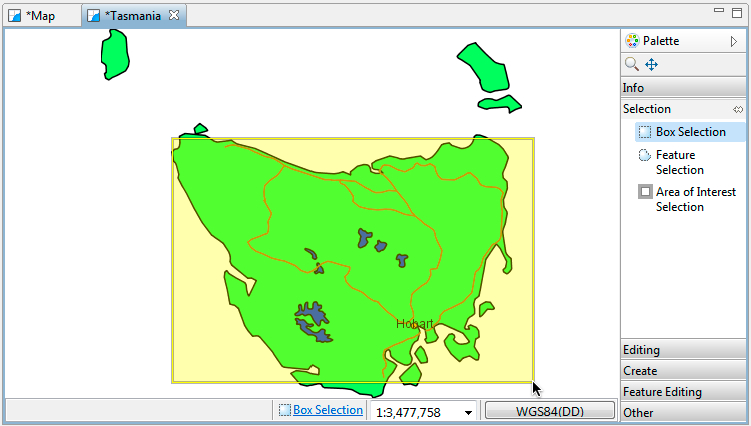 *Map
*Tasmania
Palette
Info
Selection
Box Selection
Feature
Selection
Area of Interest
Selection
Hobart
Editing
Create
Feature Editing
Other
Box Selection
1:3,477,758
WGS84(DD)